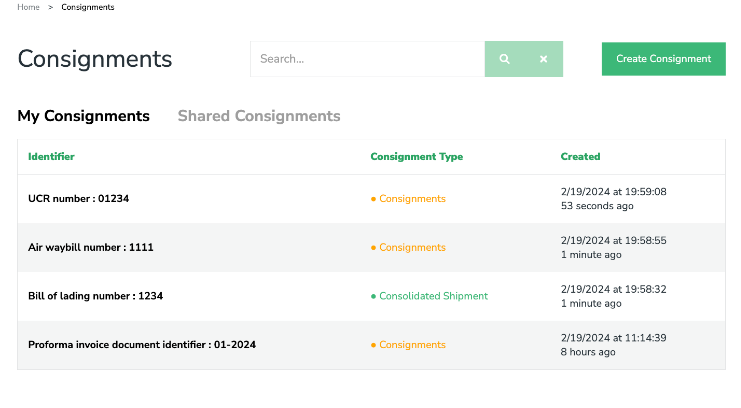 Home > Consignments
Consignments
Search...
Create Consignment
My Consignments Shared Consignments
Identifier Consignment Type Created
UCR number : 01234 Consignments 2/19/2024 at 19:59:08
53 seconds ago
Air waybill number : 1111 Consignments 2/19/2024 at 19:58:55
1 minute ago
Bill of lading number : 1234 Consolidated Shipment 2/19/2024 at 19:58:32
1 minute ago
Proforma invoice document identifier : 01-2024 Consignments 2/19/2024 at 11:14:39
8 hours ago